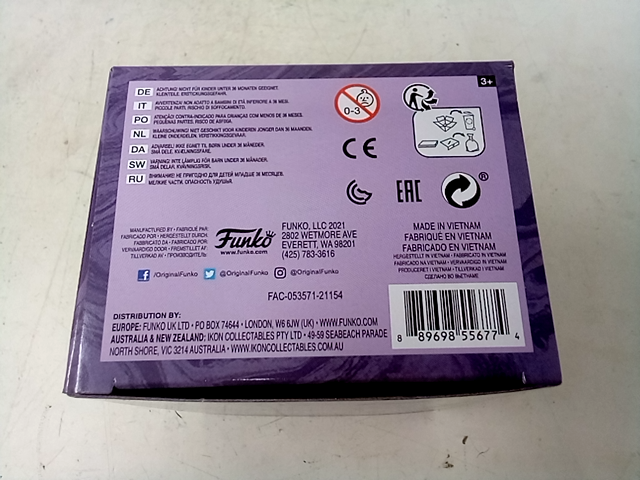 3+
DE ACHTUNG! NICHT FÜR KINDER UNTER 36 MONATEN GEEIGNET.
KLEINTEILE. ERSTICKUNGSGEFAHR.
IT AVVERTENZA! NON ADATTO A BAMBINI DI ETÀ INFERIORE A 36 MESI.
PICCOLE PARTI. RISCHIO DI SOFFOCAMENTO.
PO ATENÇÃO CONTRA-INDICADO PARA CRIANÇAS COM MENOS DE 36 MESES.
PEQUENAS PARTES. RISCO DE ASFIXIA.
NL WAARSCHUWING! NIET GESCHIKT VOOR KINDEREN JONGER DAN 36 MAANDEN.
KLEINE ONDERDELEN. VERSTIKKINGSGEVAAR.
DA ADVARSEL! IKKE EGNET TIL BØRN UNDER 36 MÅNEDER.
SMÅ DELE. KVÆLNINGSFARE.
SW VARNING! INTE LÄMPLIG FÖR BARN UNDER 36 MÅNADER.
SMÅ DELAR. KVÄVNINGSRISK.
RU ВНИМАНИЕ! НЕ ПРИГОДНО ДЛЯ ДЕТЕЙ МЛАДШЕ 36 МЕСЯЦЕВ.
МЕЛКИЕ ЧАСТИ. ОПАСНОСТЬ УДУШЬЯ.
0-3
CE
EAC
®
MANUFACTURED BY • FABRIQUÉ PAR
FABRICADO POR • HERGESTELLT DURCH
FABBRICATO DA • FABRICADO POR
VERVAARDIGD DOOR • FREMSTILLET AF
TILLVERKAD AV • ПРОИЗВОДИТЕЛЬ
Funko
www.funko.com
FUNKO, LLC 2021
2802 WETMORE AVE
EVERETT, WA 98201
(425) 783-3616
MADE IN VIETNAM
FABRIQUÉ EN VIETNAM
FABRICADO EN VIETNAM
HERGESTELLT IN VIETNAM • FABBRICATO IN VIETNAM
FABRICADO NA VIETNAM • VERVAARDIGD IN VIETNAM
PRODUCERET I VIETNAM • TILLVERKAD I VIETNAM
СДЕЛАНО ВО ВЬЕТНАМЕ
/OriginalFunko @OriginalFunko @OriginalFunko
FAC-053571-21154
DISTRIBUTION BY:
EUROPE: FUNKO UK LTD • PO BOX 74644 • LONDON, W6 6JW (UK) • WWW.FUNKO.COM
AUSTRALIA & NEW ZEALAND: IKON COLLECTABLES PTY LTD • 49-59 SEABEACH PARADE
NORTH SHORE, VIC 3214 AUSTRALIA • WWW.IKONCOLLECTABLES.COM.AU
8 89698 55677 4